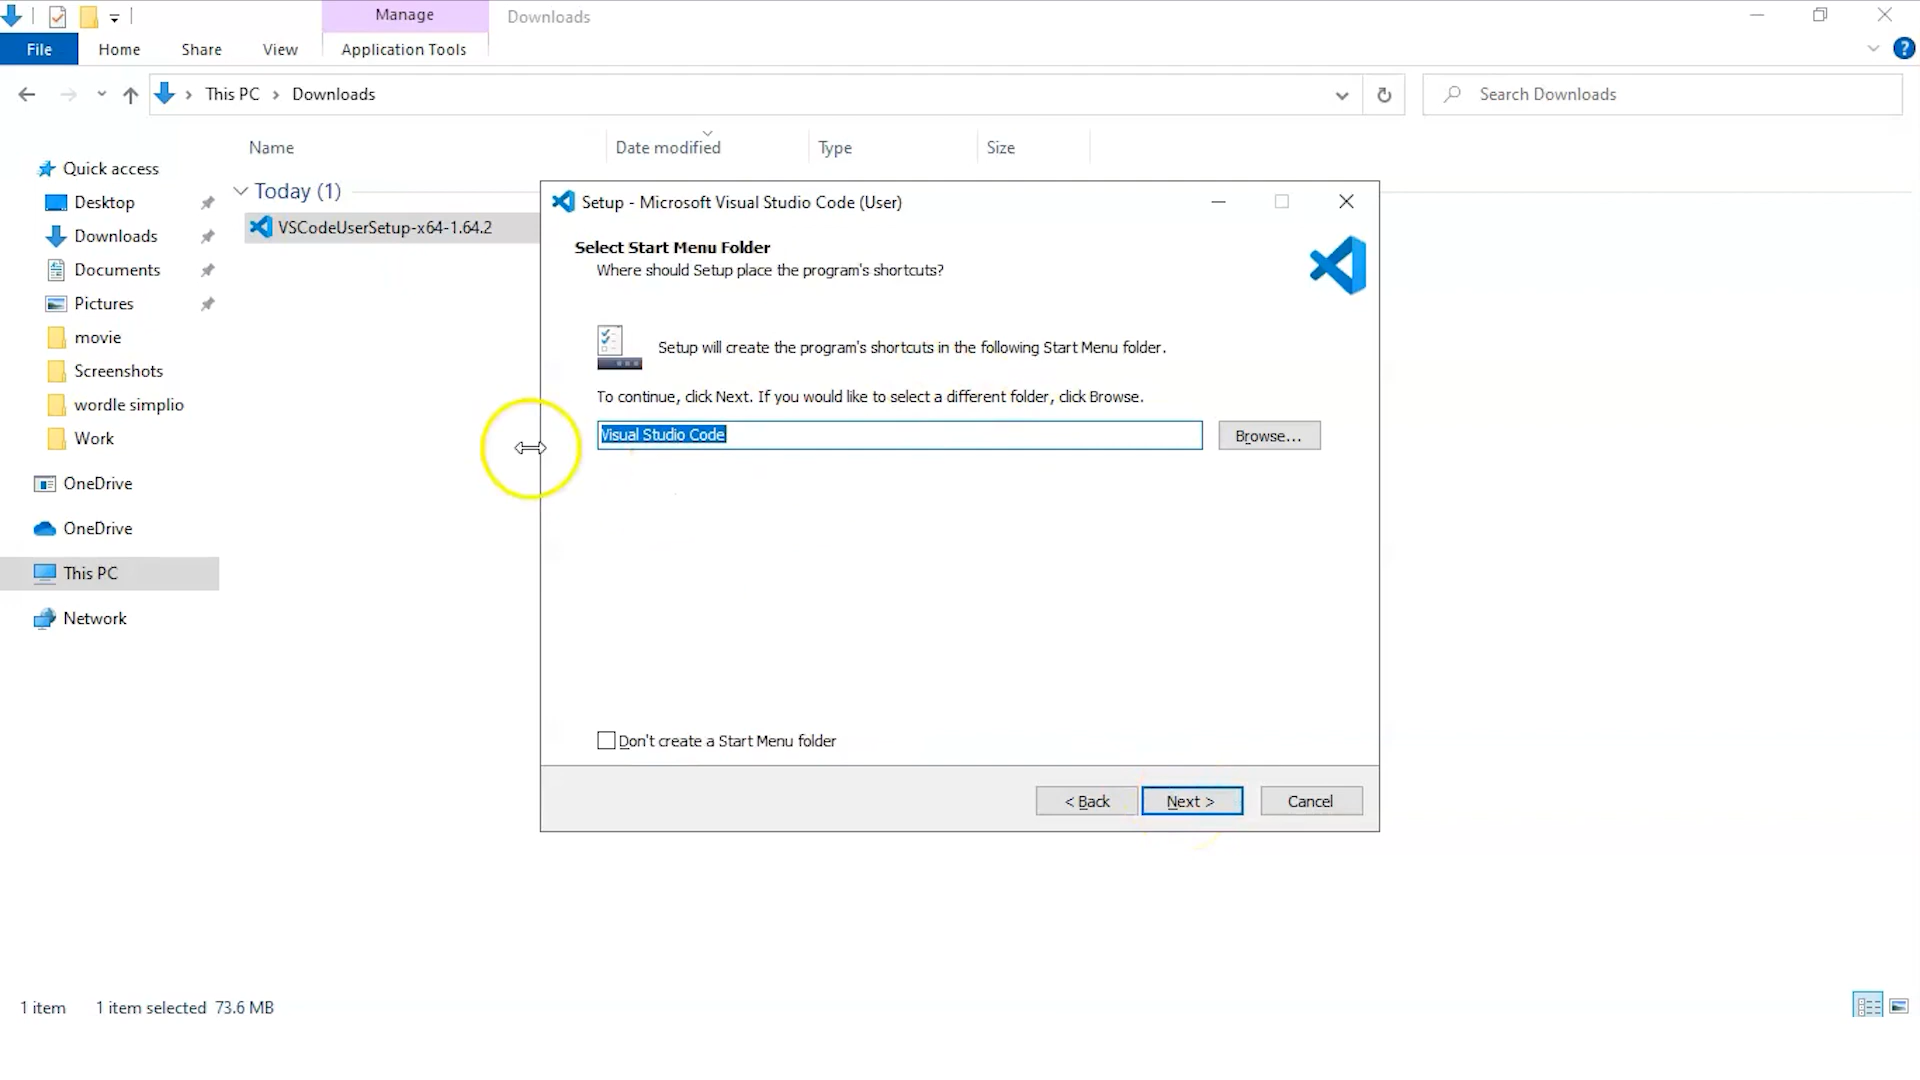 Manage
Downloads
File
Home
Share
View
Application Tools
?
This PC
Downloads
Search Downloads
Name
Date modified
Type
Size
Quick access
Desktop
Downloads
Documents
Pictures
movie
Screenshots
wordle simplio
Work
OneDrive
OneDrive
This PC
Network
Today (1)
VSCodeUserSetup-x64-1.64.2
Setup - Microsoft Visual Studio Code (User)
Select Start Menu Folder
Where should Setup place the program's shortcuts?
Setup will create the program's shortcuts in the following Start Menu folder.
To continue, click Next. If you would like to select a different folder, click Browse.
Visual Studio Code
Browse...
Don't create a Start Menu folder
< Back
Next >
Cancel
1 item
1 item selected 73.6 MB